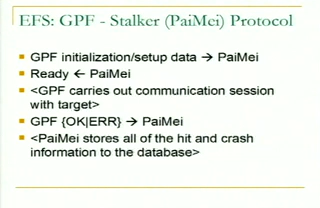 EFS: GPF - Stalker (PaiMei) Protocol
GPF initialization/setup data → PaiMei
Ready ← PaiMei
<GPF carries out communication session
with target>
GPF {OK|ERR} → PaiMei
<PaiMei stores all of the hit and crash
information to the database>